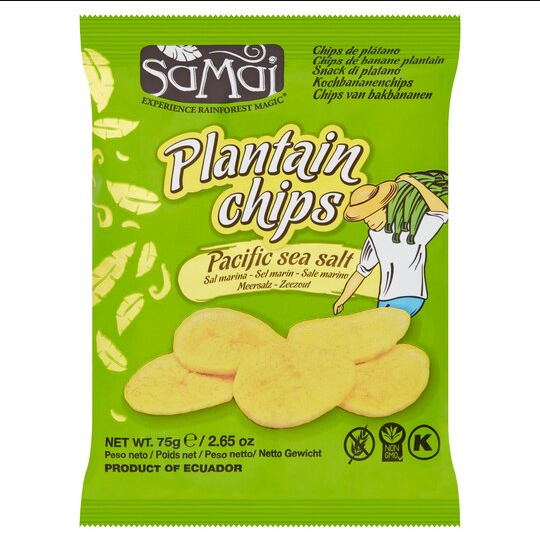 SaMai
EXPERIENCE RAINFOREST MAGIC®
Chips de plátano
Chips de banane plantain
Snack di platano
Kochbananenchips
Chips van bakbananen
Plantain
chips
Pacific sea salt
Sal marina - Sel marin - Sale marino
Meersalz - Zeezout
NET WT. 75g ℮ / 2.65 oz
Peso neto / Poids net / Peso netto/ Netto Gewicht
PRODUCT OF ECUADOR
NON
GMO
K